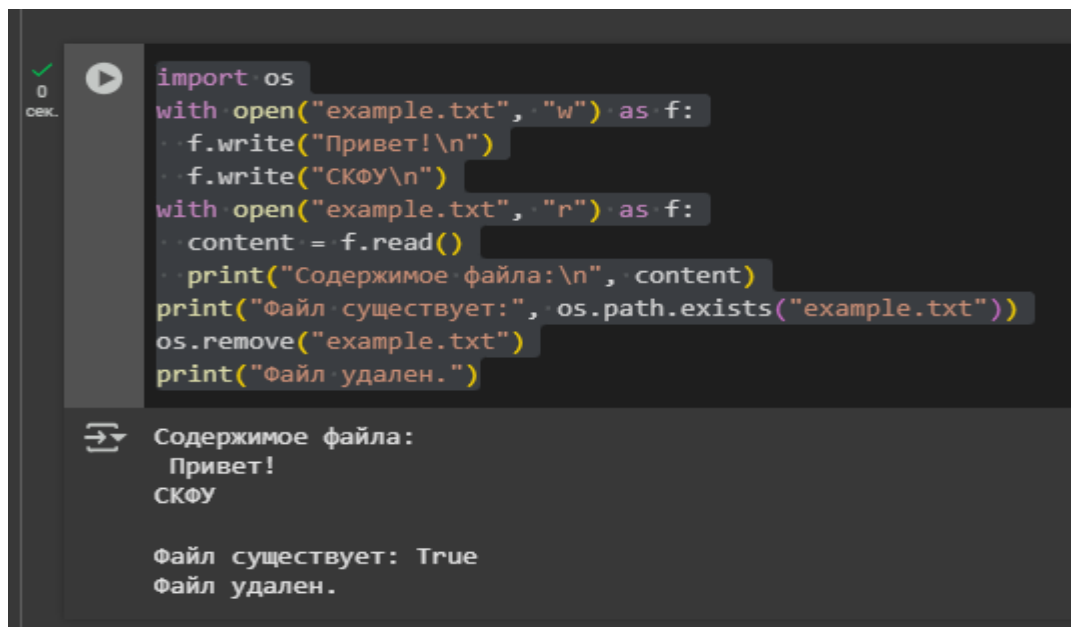 0
сек.
import os
with open("example.txt", "w") as f:
  f.write("Привет!\n")
  f.write("СКФУ\n")
with open("example.txt", "r") as f:
  content = f.read()
  print("Содержимое файла:\n", content)
print("Файл существует:", os.path.exists("example.txt"))
os.remove("example.txt")
print("Файл удален.")
Содержимое файла:
 Привет!
СКФУ

Файл существует: True
Файл удален.